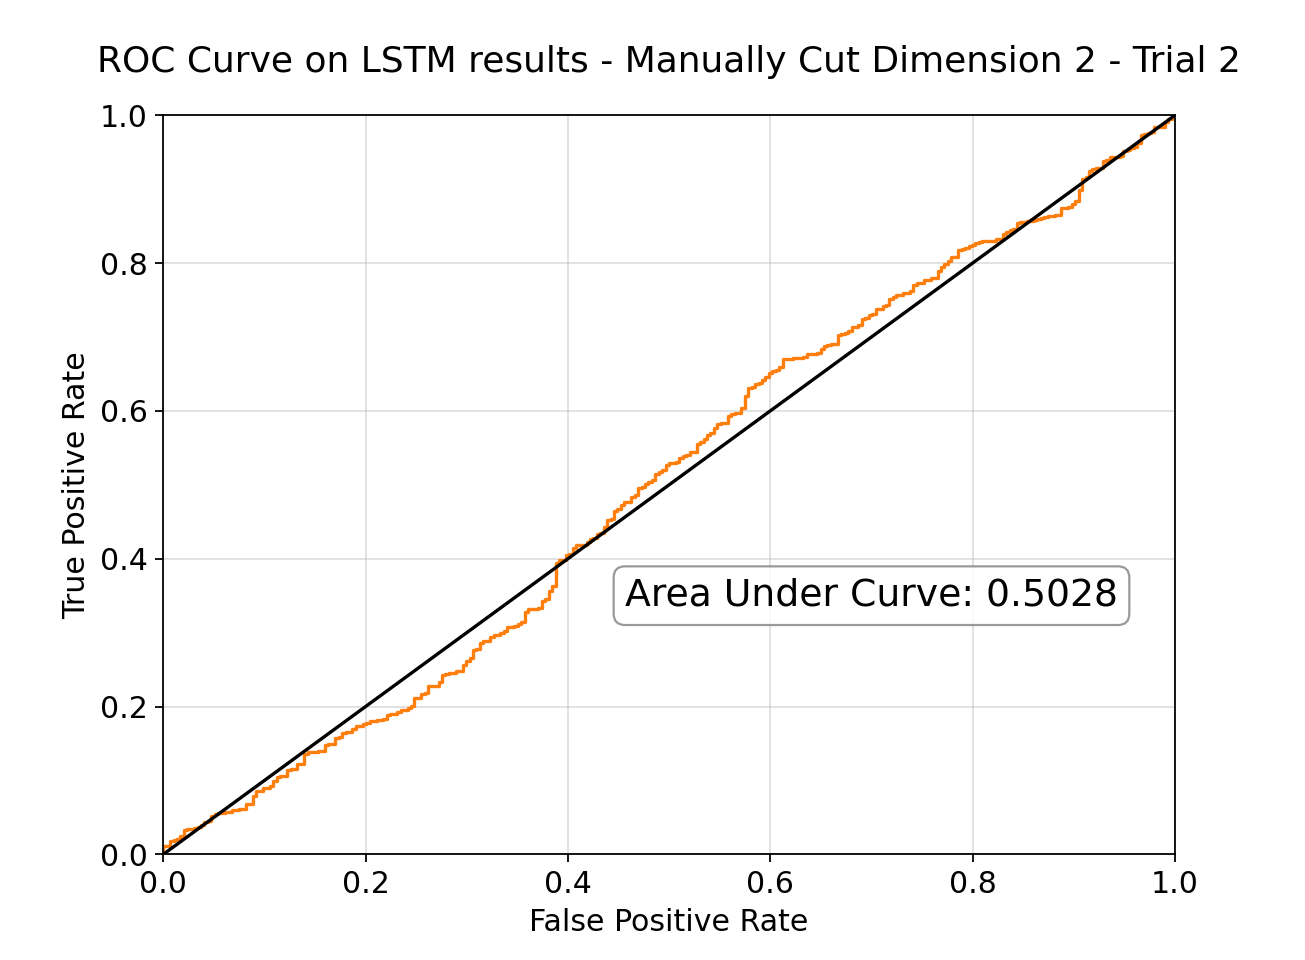 ROC Curve on LSTM results - Manually Cut Dimension 2 - Trial 2
1.0
0.8
0.6
0.4
0.2
0.0
True Positive Rate
Area Under Curve: 0.5028
0.0 0.2 0.4 0.6 0.8 1.0
False Positive Rate